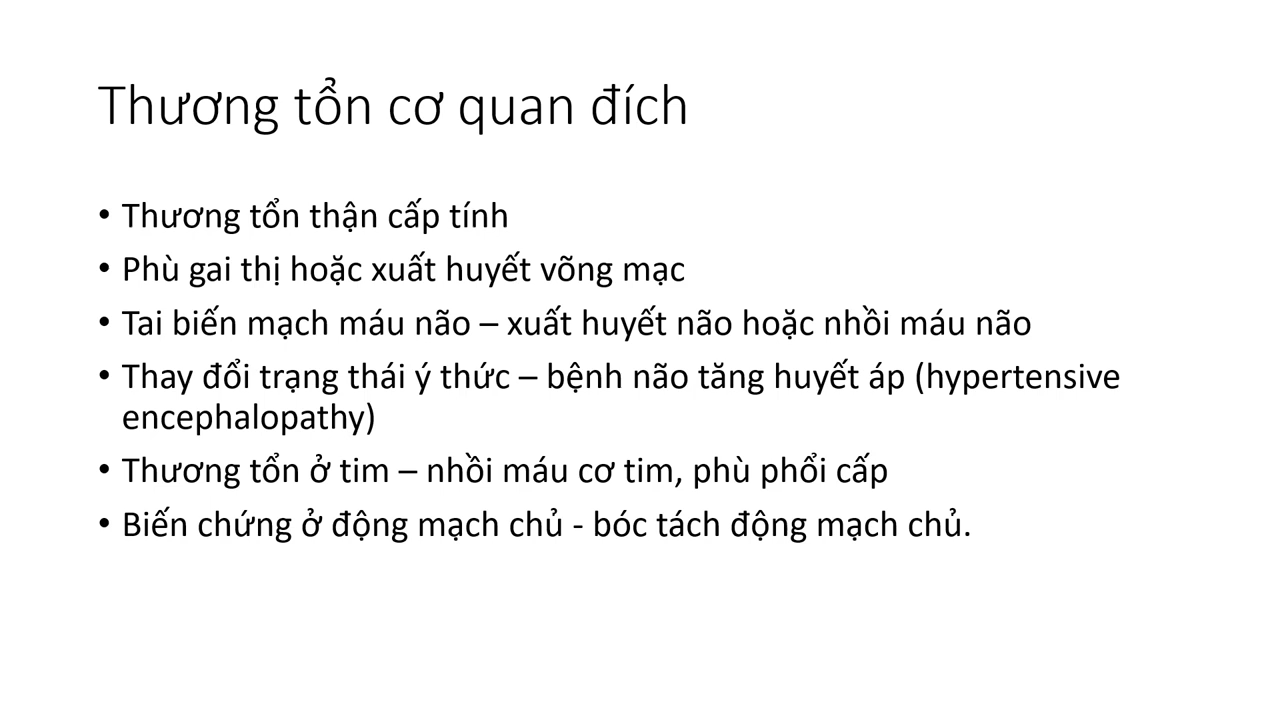 Thương tổn cơ quan đích
• Thương tổn thận cấp tính
• Phù gai thị hoặc xuất huyết võng mạc
• Tai biến mạch máu não – xuất huyết não hoặc nhồi máu não
• Thay đổi trạng thái ý thức – bệnh não tăng huyết áp (hypertensive
encephalopathy)
• Thương tổn ở tim – nhồi máu cơ tim, phù phổi cấp
• Biến chứng ở động mạch chủ - bóc tách động mạch chủ.